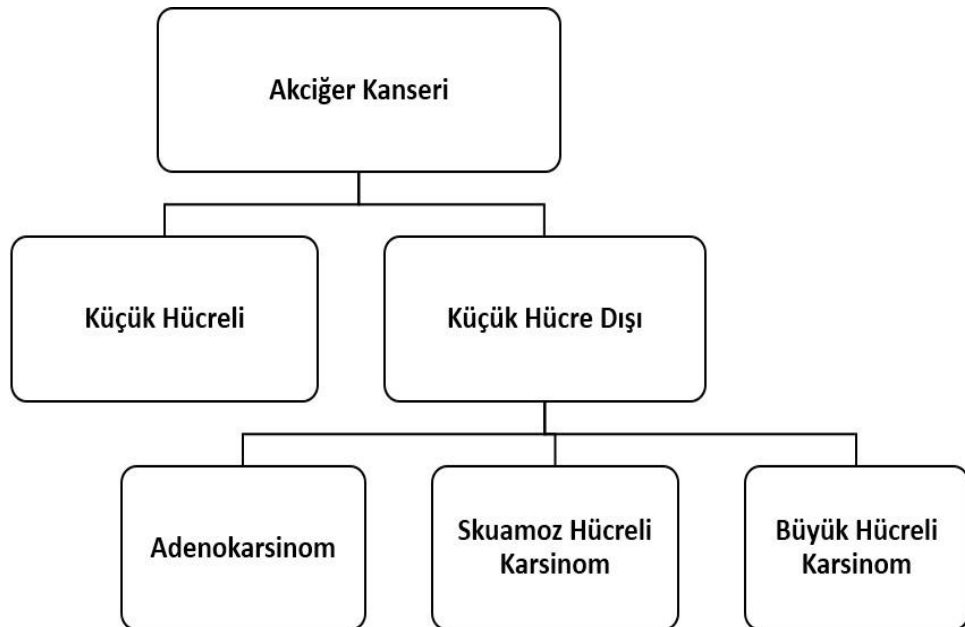 Akciğer Kanseri
Küçük Hücreli
Küçük Hücre Dışı
Adenokarsinom
Skuamoz Hücreli
Karsinom
Büyük Hücreli
Karsinom